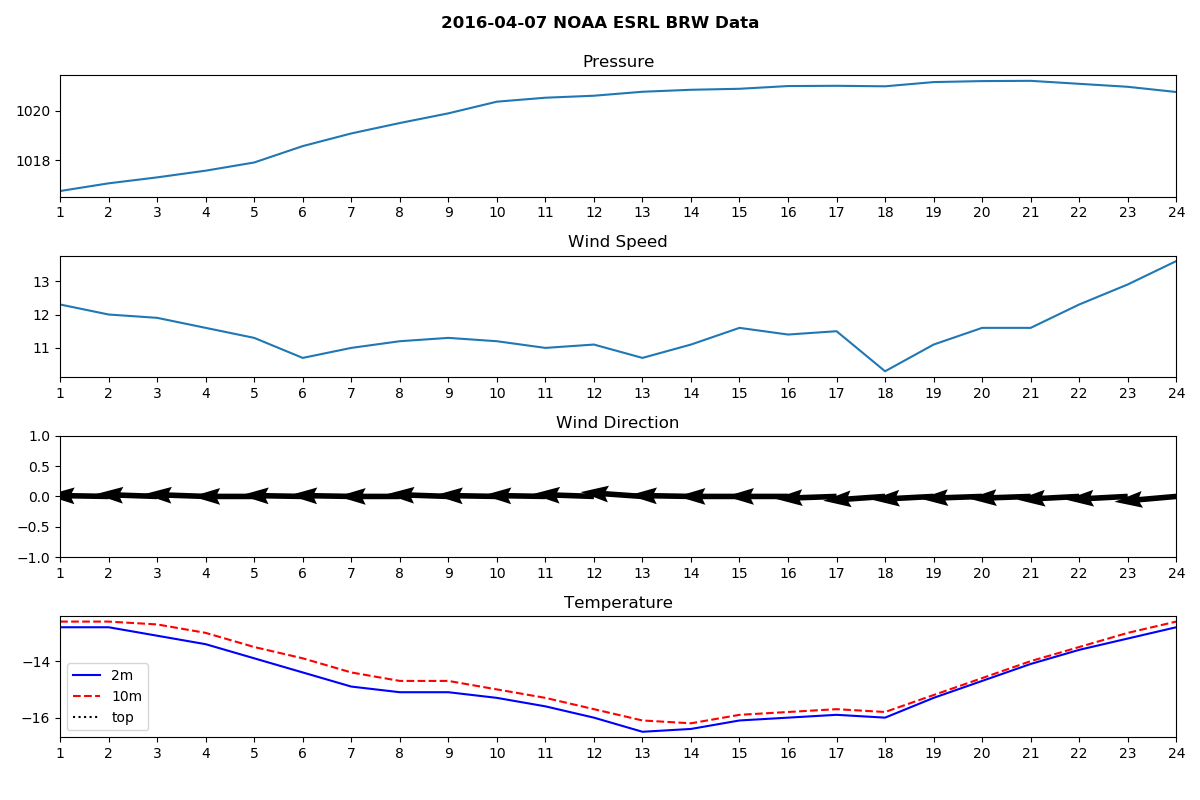 2016-04-07 NOAA ESRL BRW Data
Pressure
1020
1018
1 2 3 4 5 6 7 8 9 10 11 12 13 14 15 16 17 18 19 20 21 22 23 24
Wind Speed
13
12
11
1 2 3 4 5 6 7 8 9 10 11 12 13 14 15 16 17 18 19 20 21 22 23 24
Wind Direction
1.0
0.5
0.0
−0.5
−1.0
1 2 3 4 5 6 7 8 9 10 11 12 13 14 15 16 17 18 19 20 21 22 23 24
Temperature
−14
2m
10m
top
−16
1 2 3 4 5 6 7 8 9 10 11 12 13 14 15 16 17 18 19 20 21 22 23 24